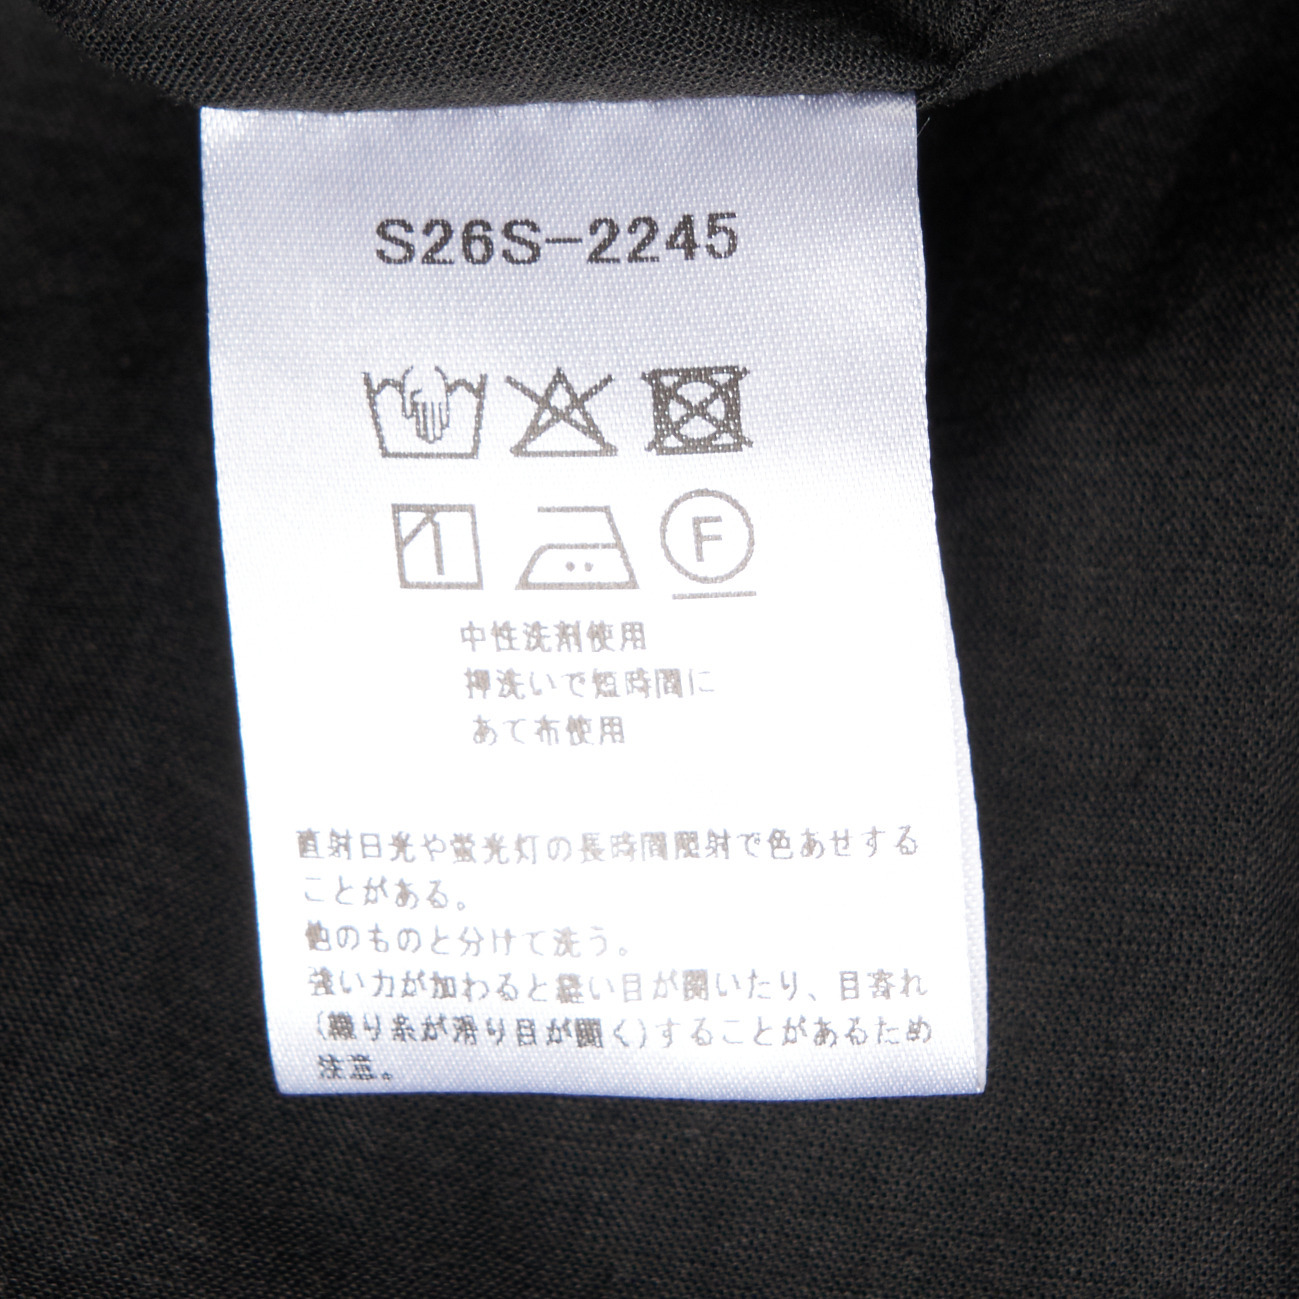 S26S-2245
F
中性洗剤使用
押洗いで短時間に
あて布使用
直射日光や蛍光灯の長時間照射で色あせする
ことがある。
他のものと分けて洗う。
強い力が加わると縫い目が開いたり、目寄れ
(織り糸が滑り目が開く)することがあるため
注意。